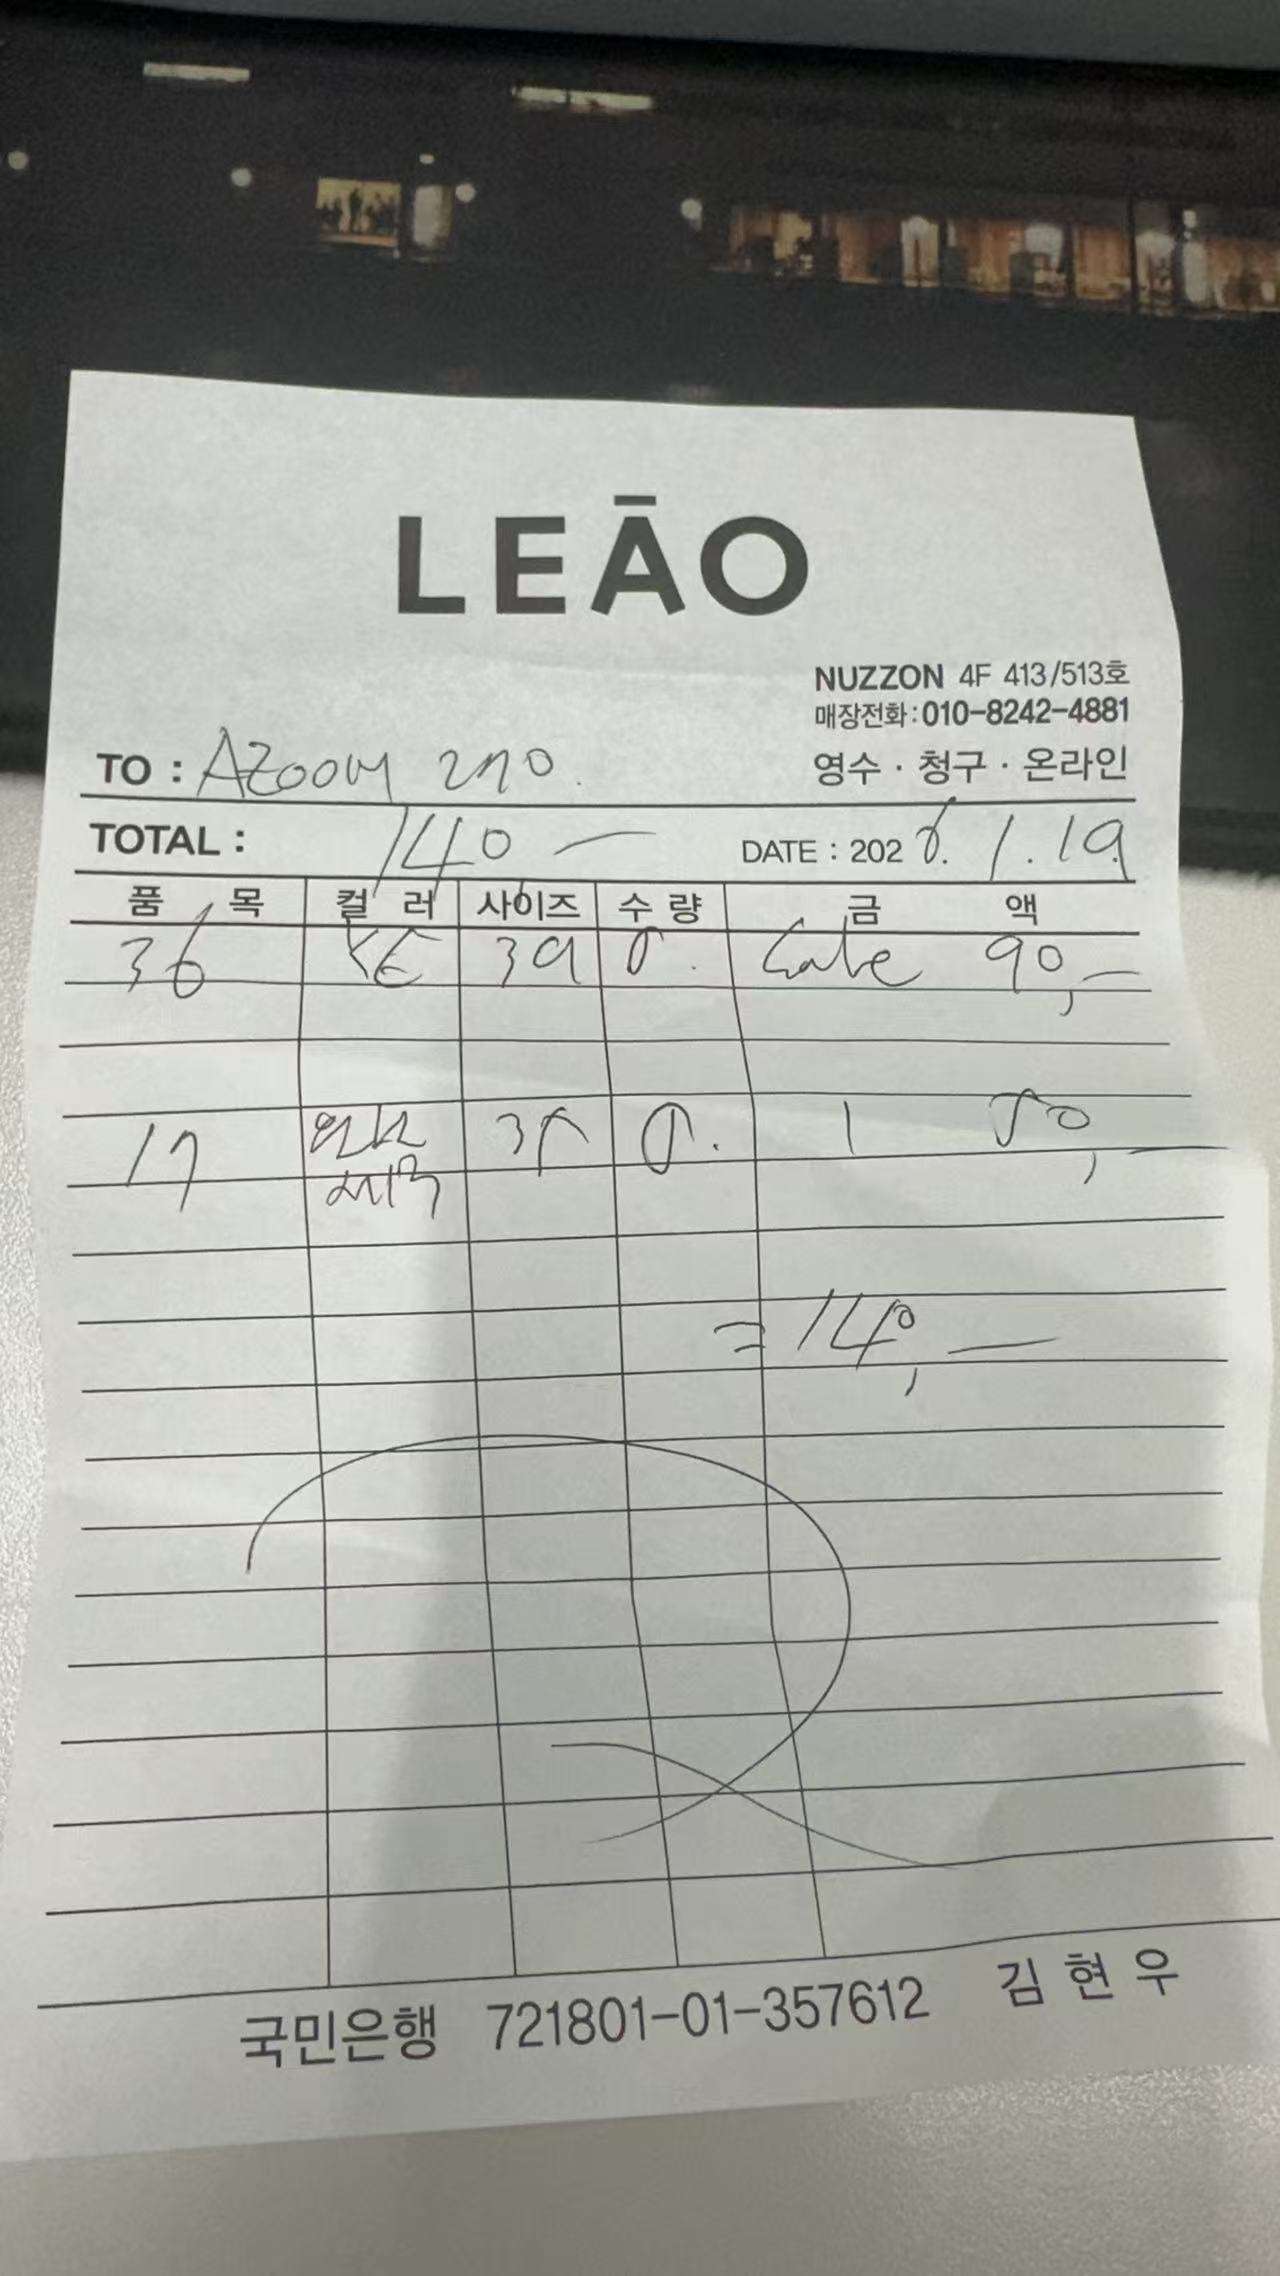 LEĀO
NUZZON 4F 413/513호
매장전화:010-8242-4881
영수 · 청구 · 온라인
TO : AZOOM 270.
TOTAL : 140 —
DATE : 2026. 1. 19.
품 목 컬 러 사이즈 수 량 금 액
36 39 Sale 90,—
17 1 50,—
= 140,—
국민은행 721801-01-357612 김 현 우